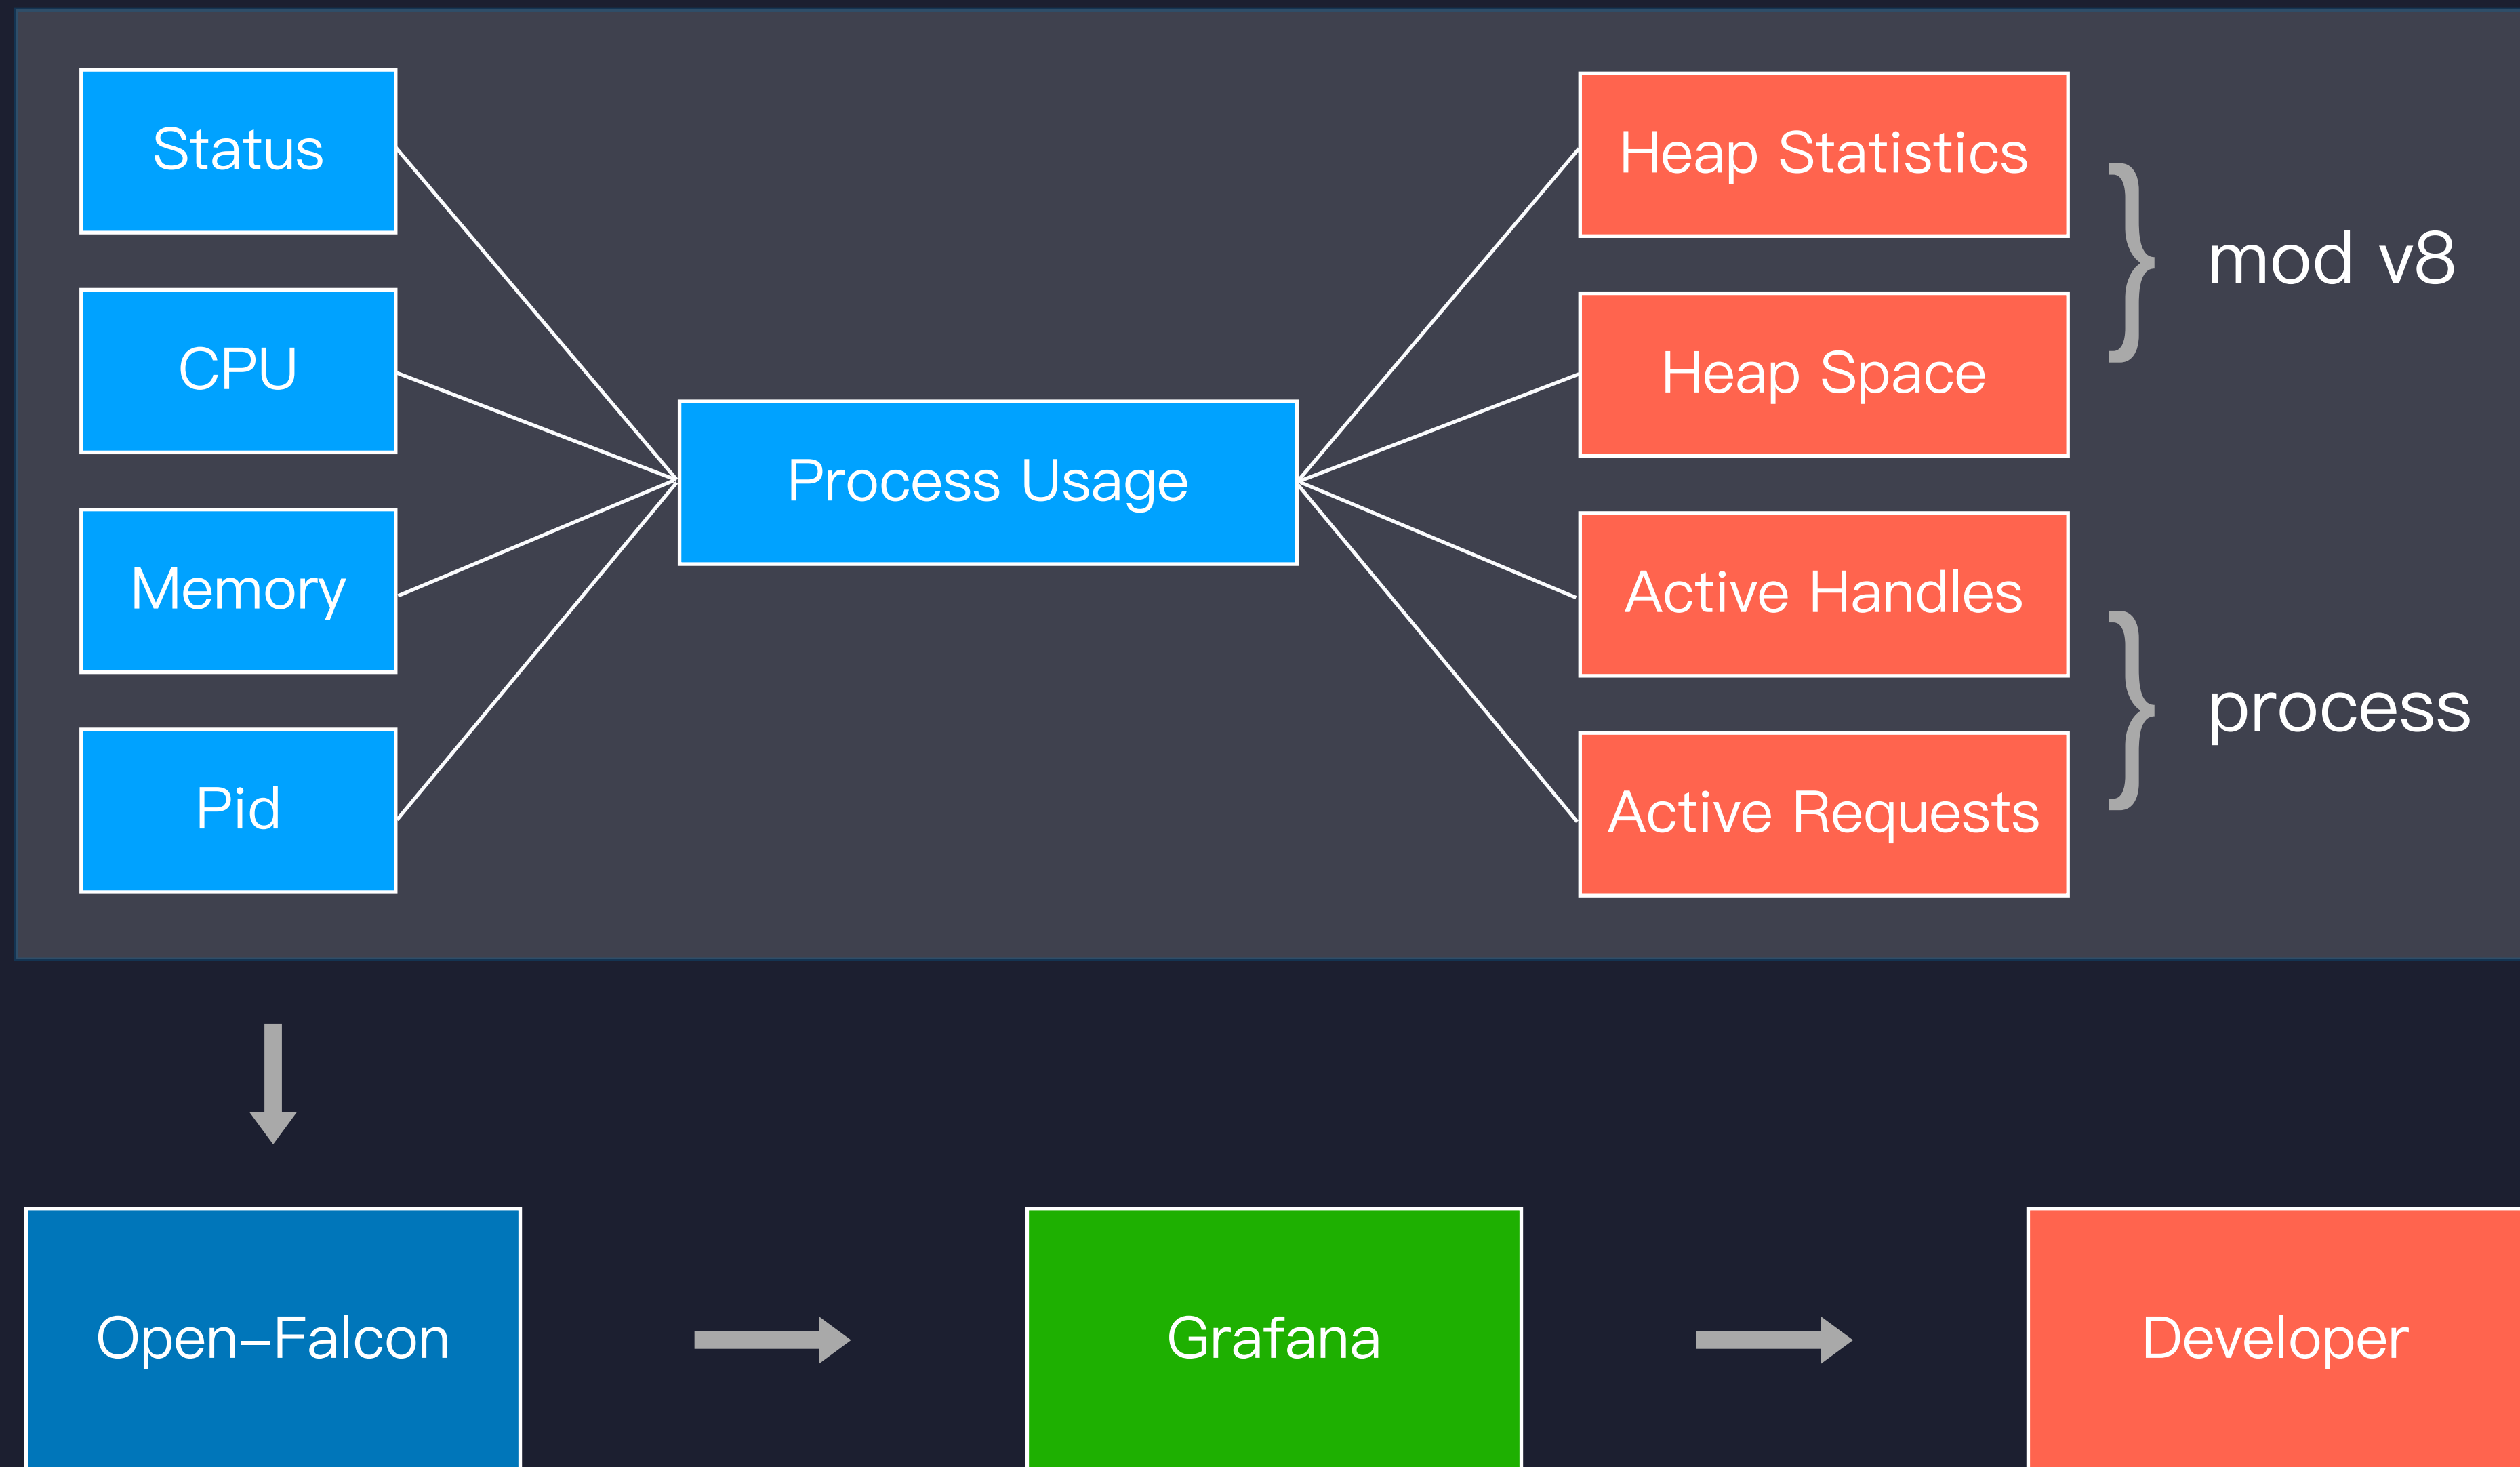 Status
CPU
Memory
Pid
Process Usage
Heap Statistics
Heap Space
Active Handles
Active Requests
mod v8
process
Open–Falcon
Grafana
Developer